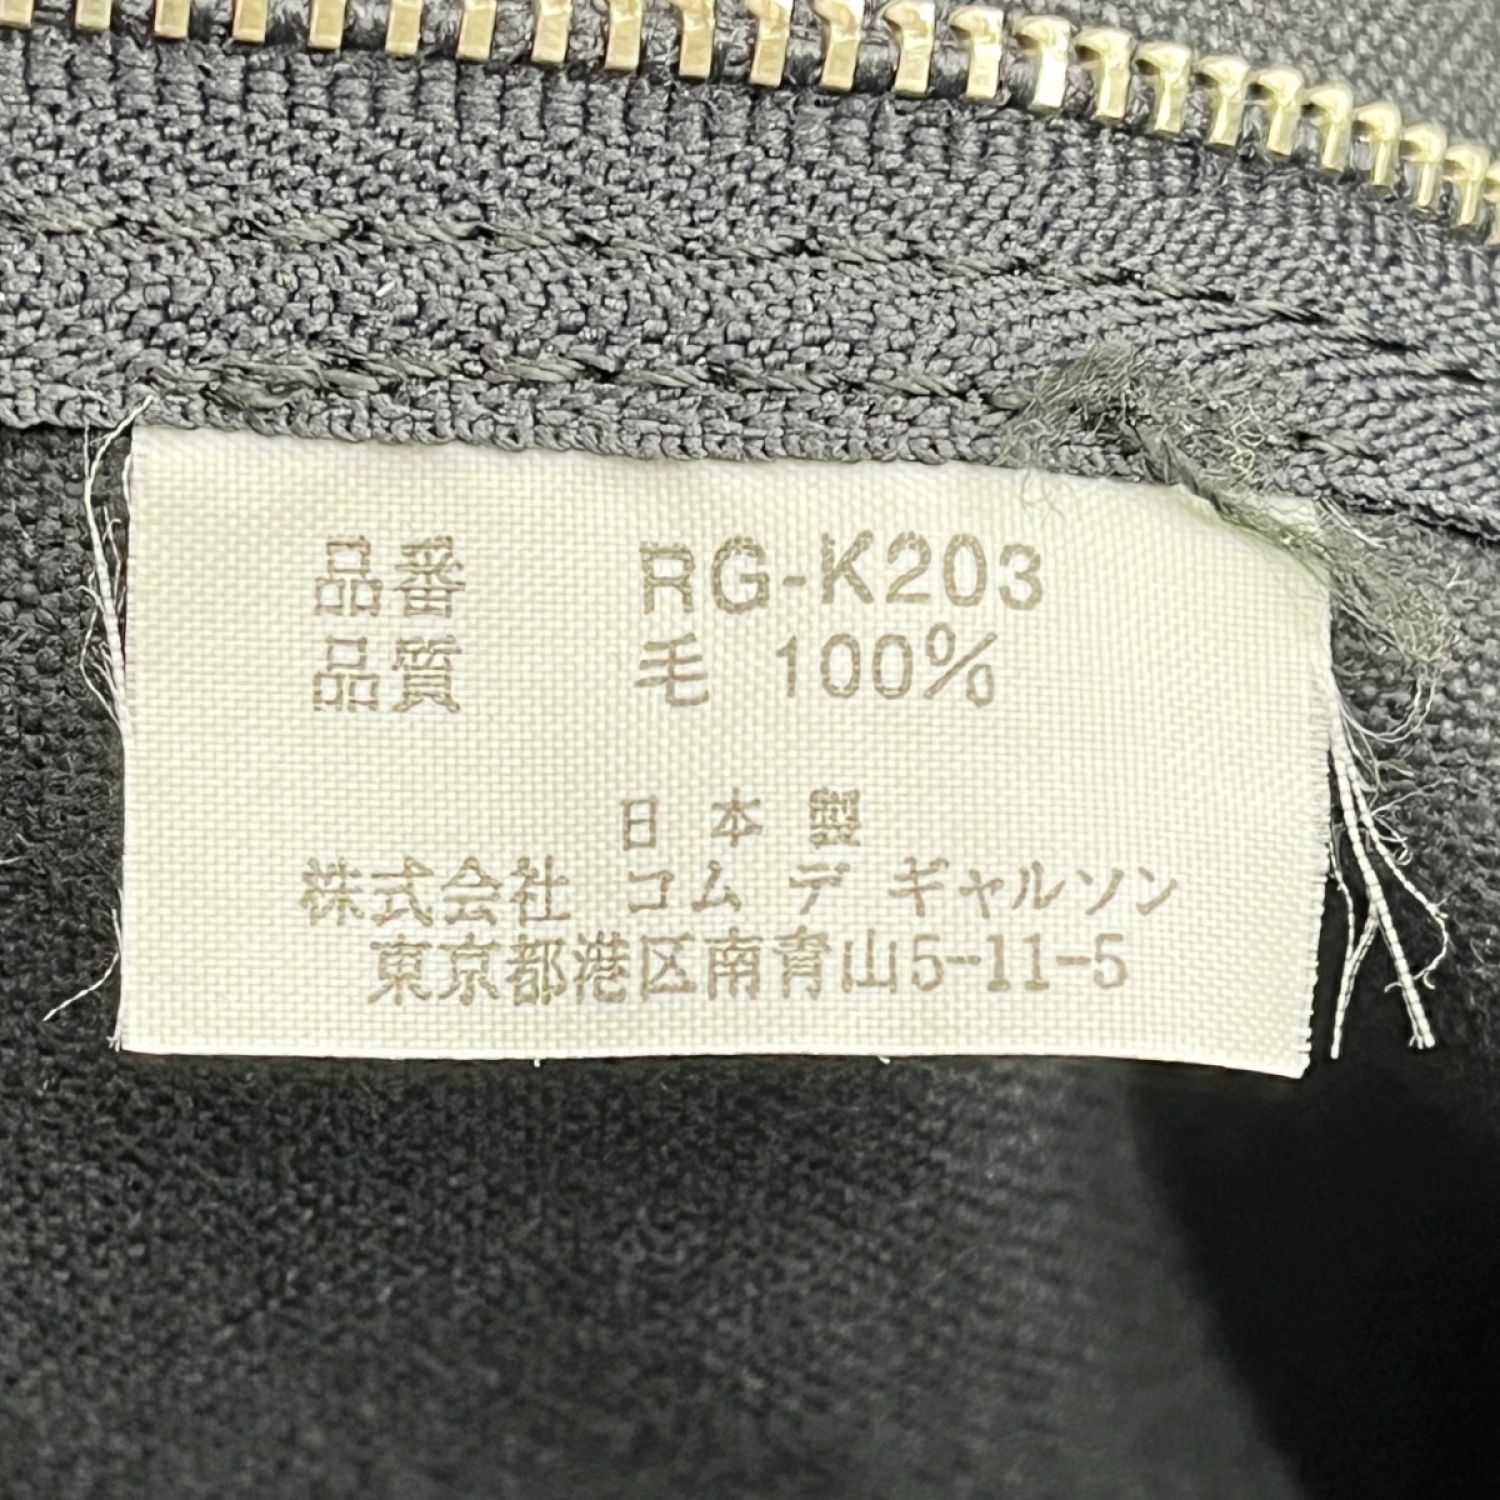 品番 RG-K203
品質 毛 100%
日本製
株式会社 コム デ ギャルソン
東京都港区南青山5-11-5